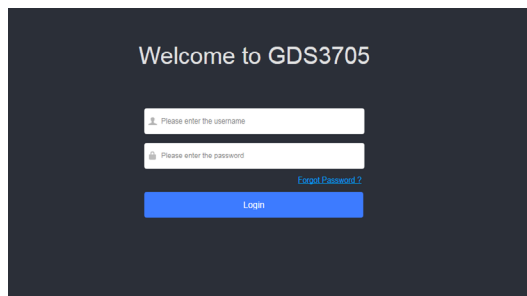 Welcome to GDS3705
Please enter the username
Please enter the password
Forgot Password ?
Login